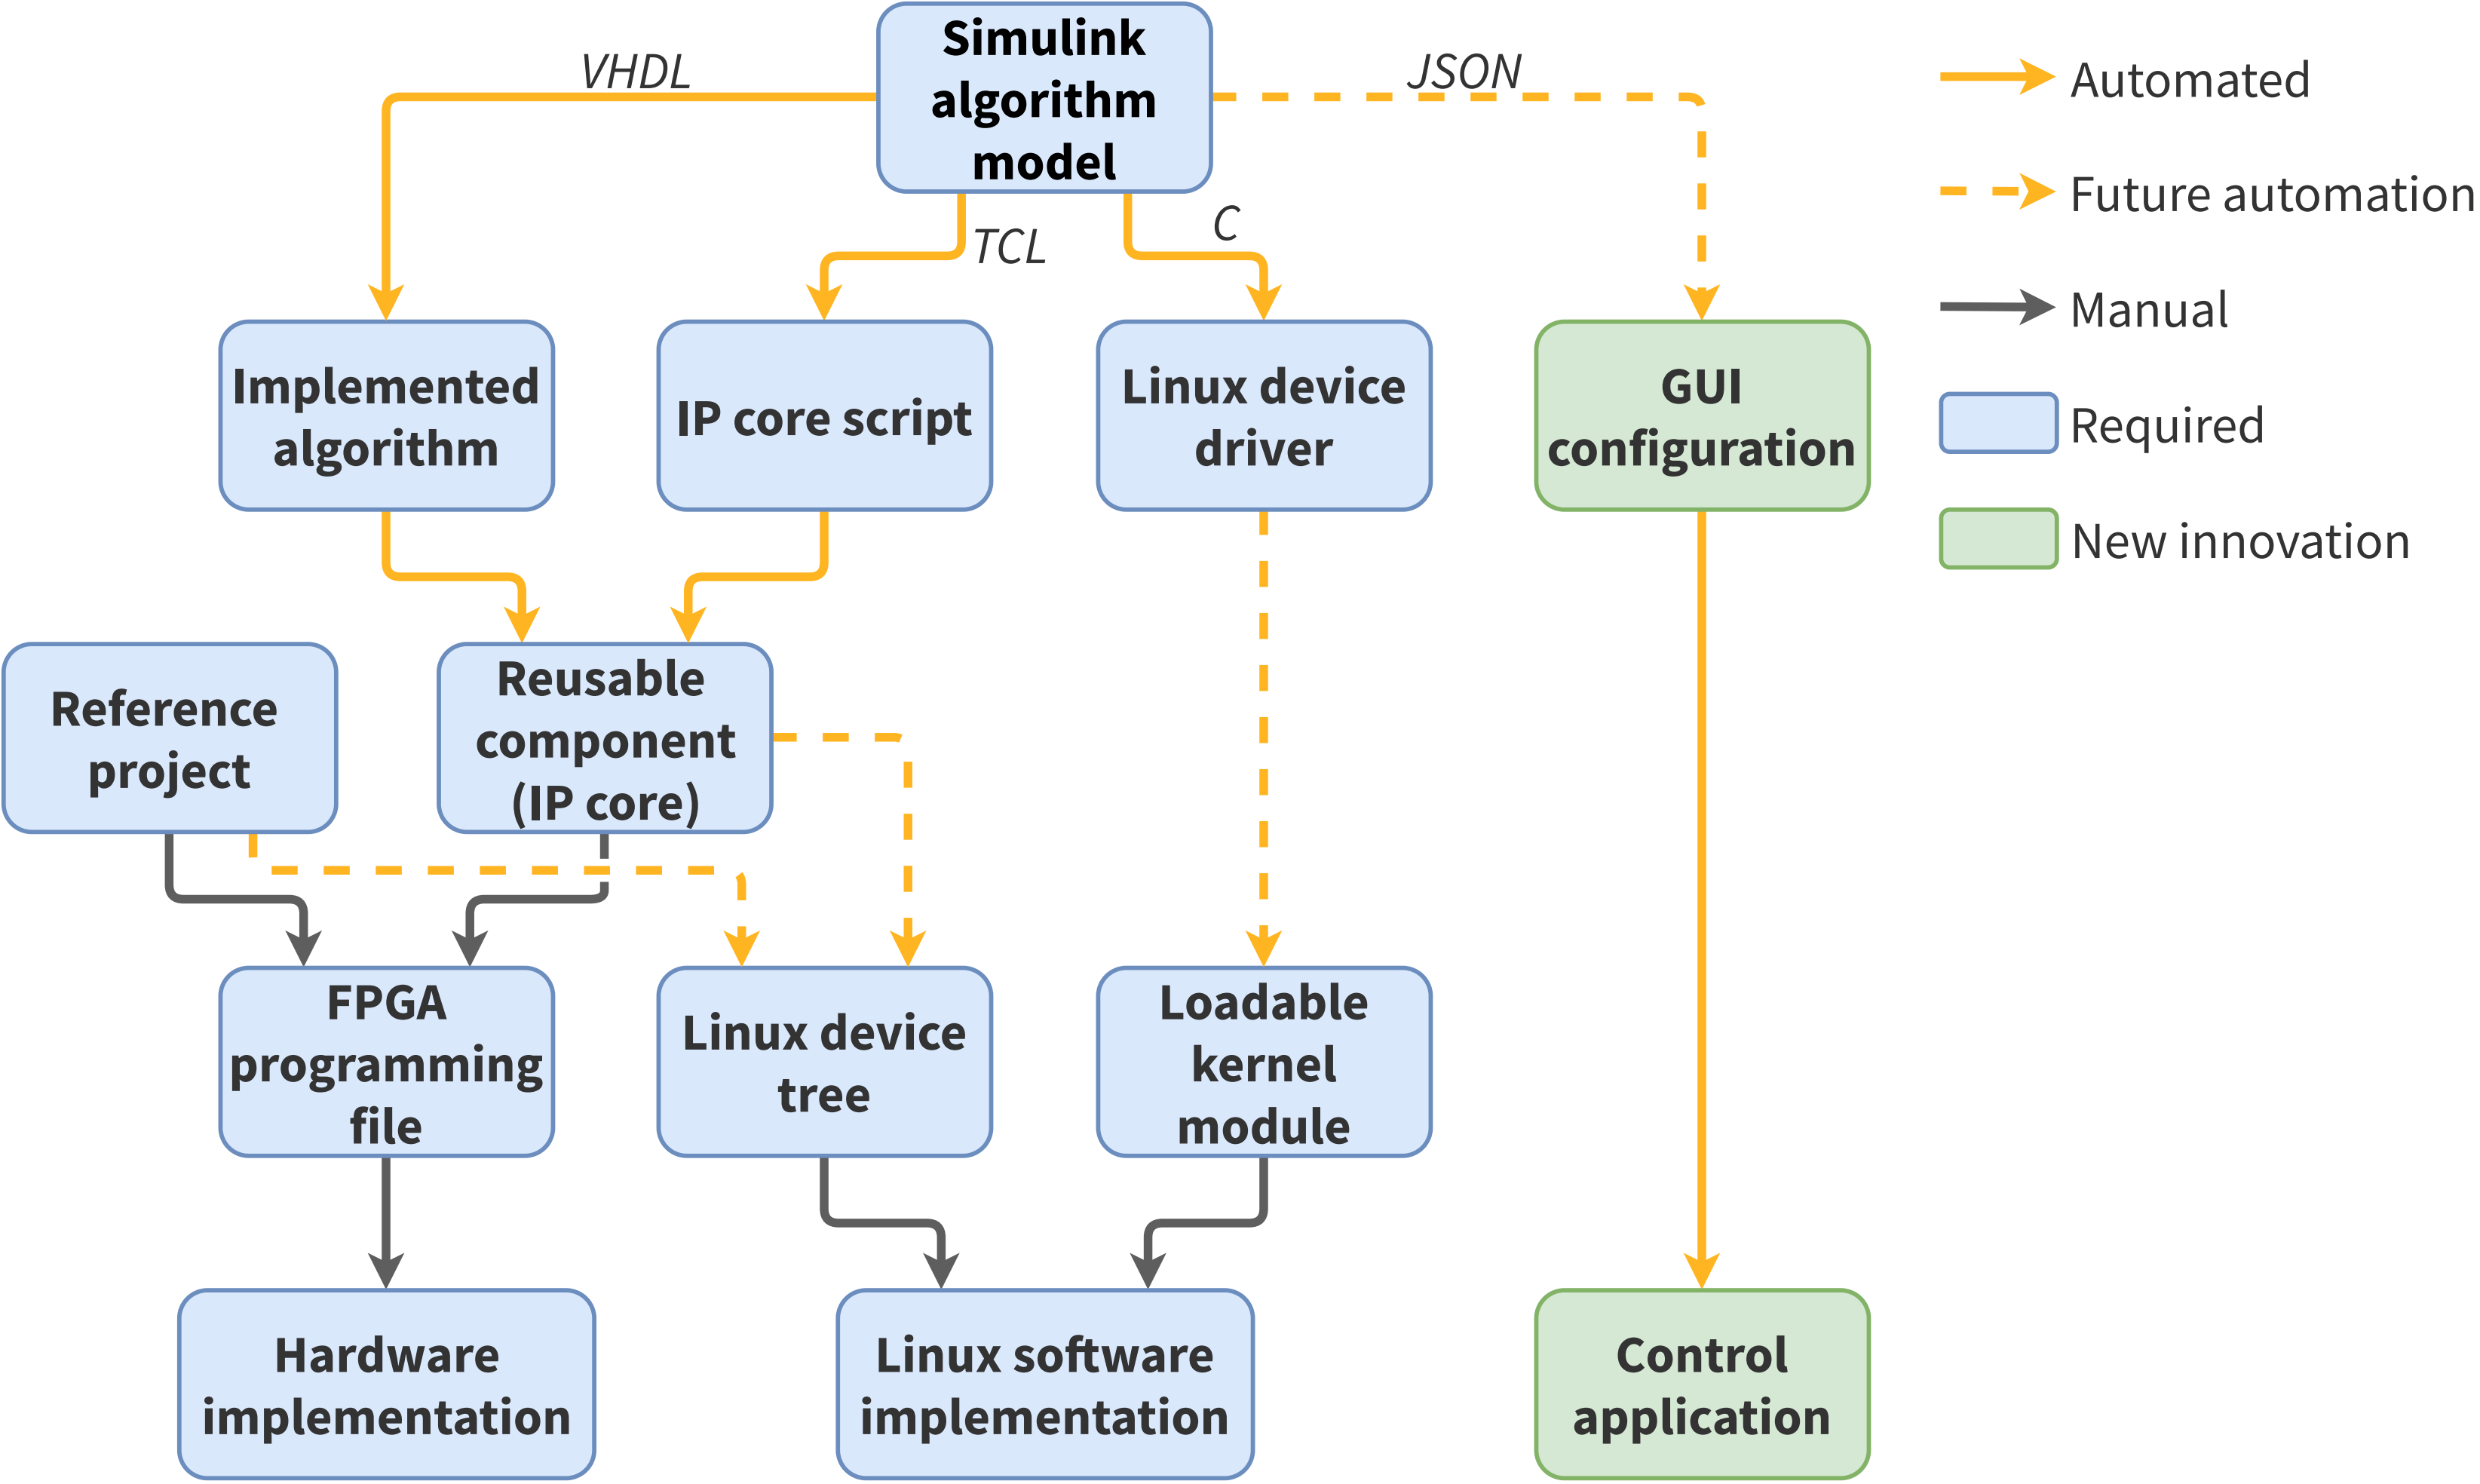 Simulink
algorithm
model
VHDL
JSON
TCL
C
Automated
Future automation
Manual
Required
New innovation
Implemented
algorithm
IP core script
Linux device
driver
GUI
configuration
Reference
project
Reusable
component
(IP core)
FPGA
programming
file
Linux device
tree
Loadable
kernel
module
Hardware
implementation
Linux software
implementation
Control
application